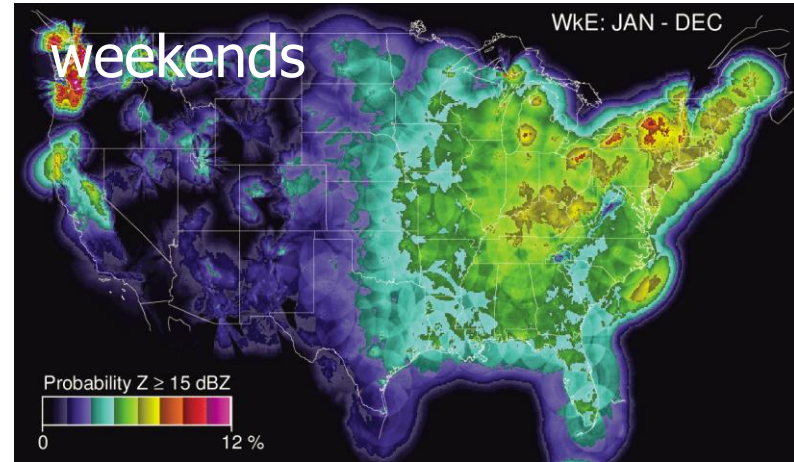 WkE: JAN - DEC
weekends
Probability Z ≥ 15 dBZ
0 12 %